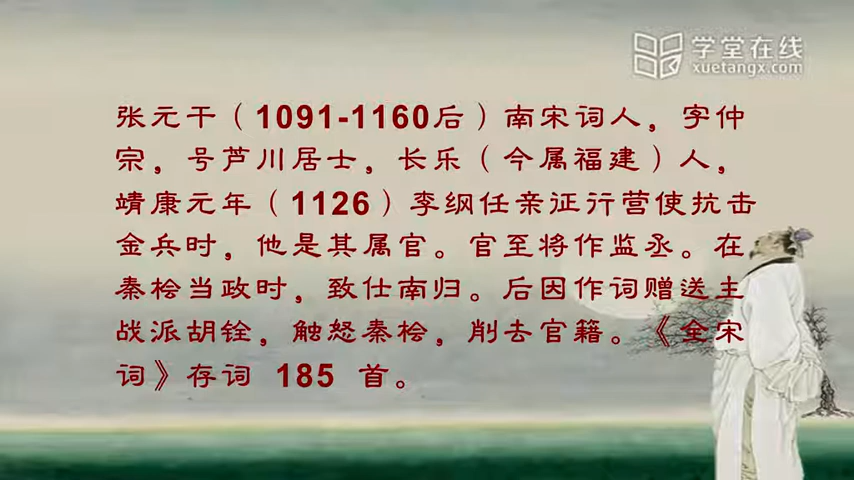 学堂在线
xuetangx.com
张元干（1091-1160后）南宋词人，字仲
宗，号芦川居士，长乐（今属福建）人，
靖康元年（1126）李纲任亲证行营使抗击
金兵时，他是其属官。官至将作监丞。在
秦桧当政时，致仕南归。后因作词赠送主
战派胡铨，触怒秦桧，削去官籍。《全宋
词》存词 185 首。